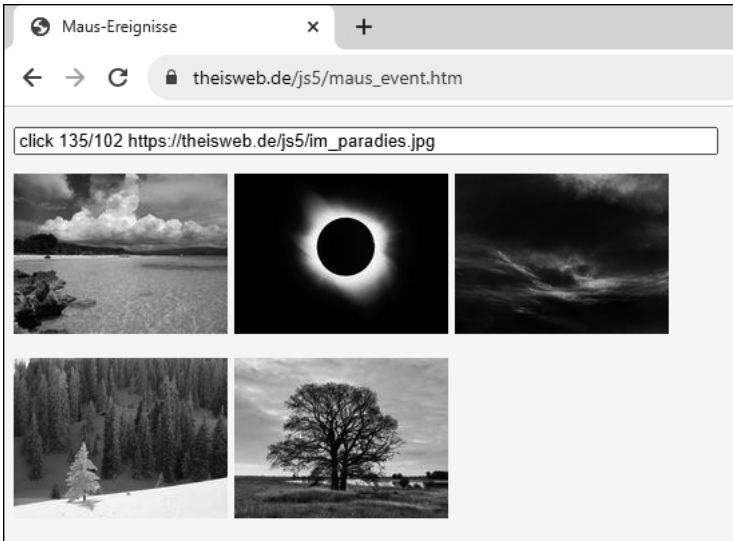 Maus-Ereignisse
theisweb.de/js5/maus_event.htm
click 135/102 https://theisweb.de/js5/im_paradies.jpg